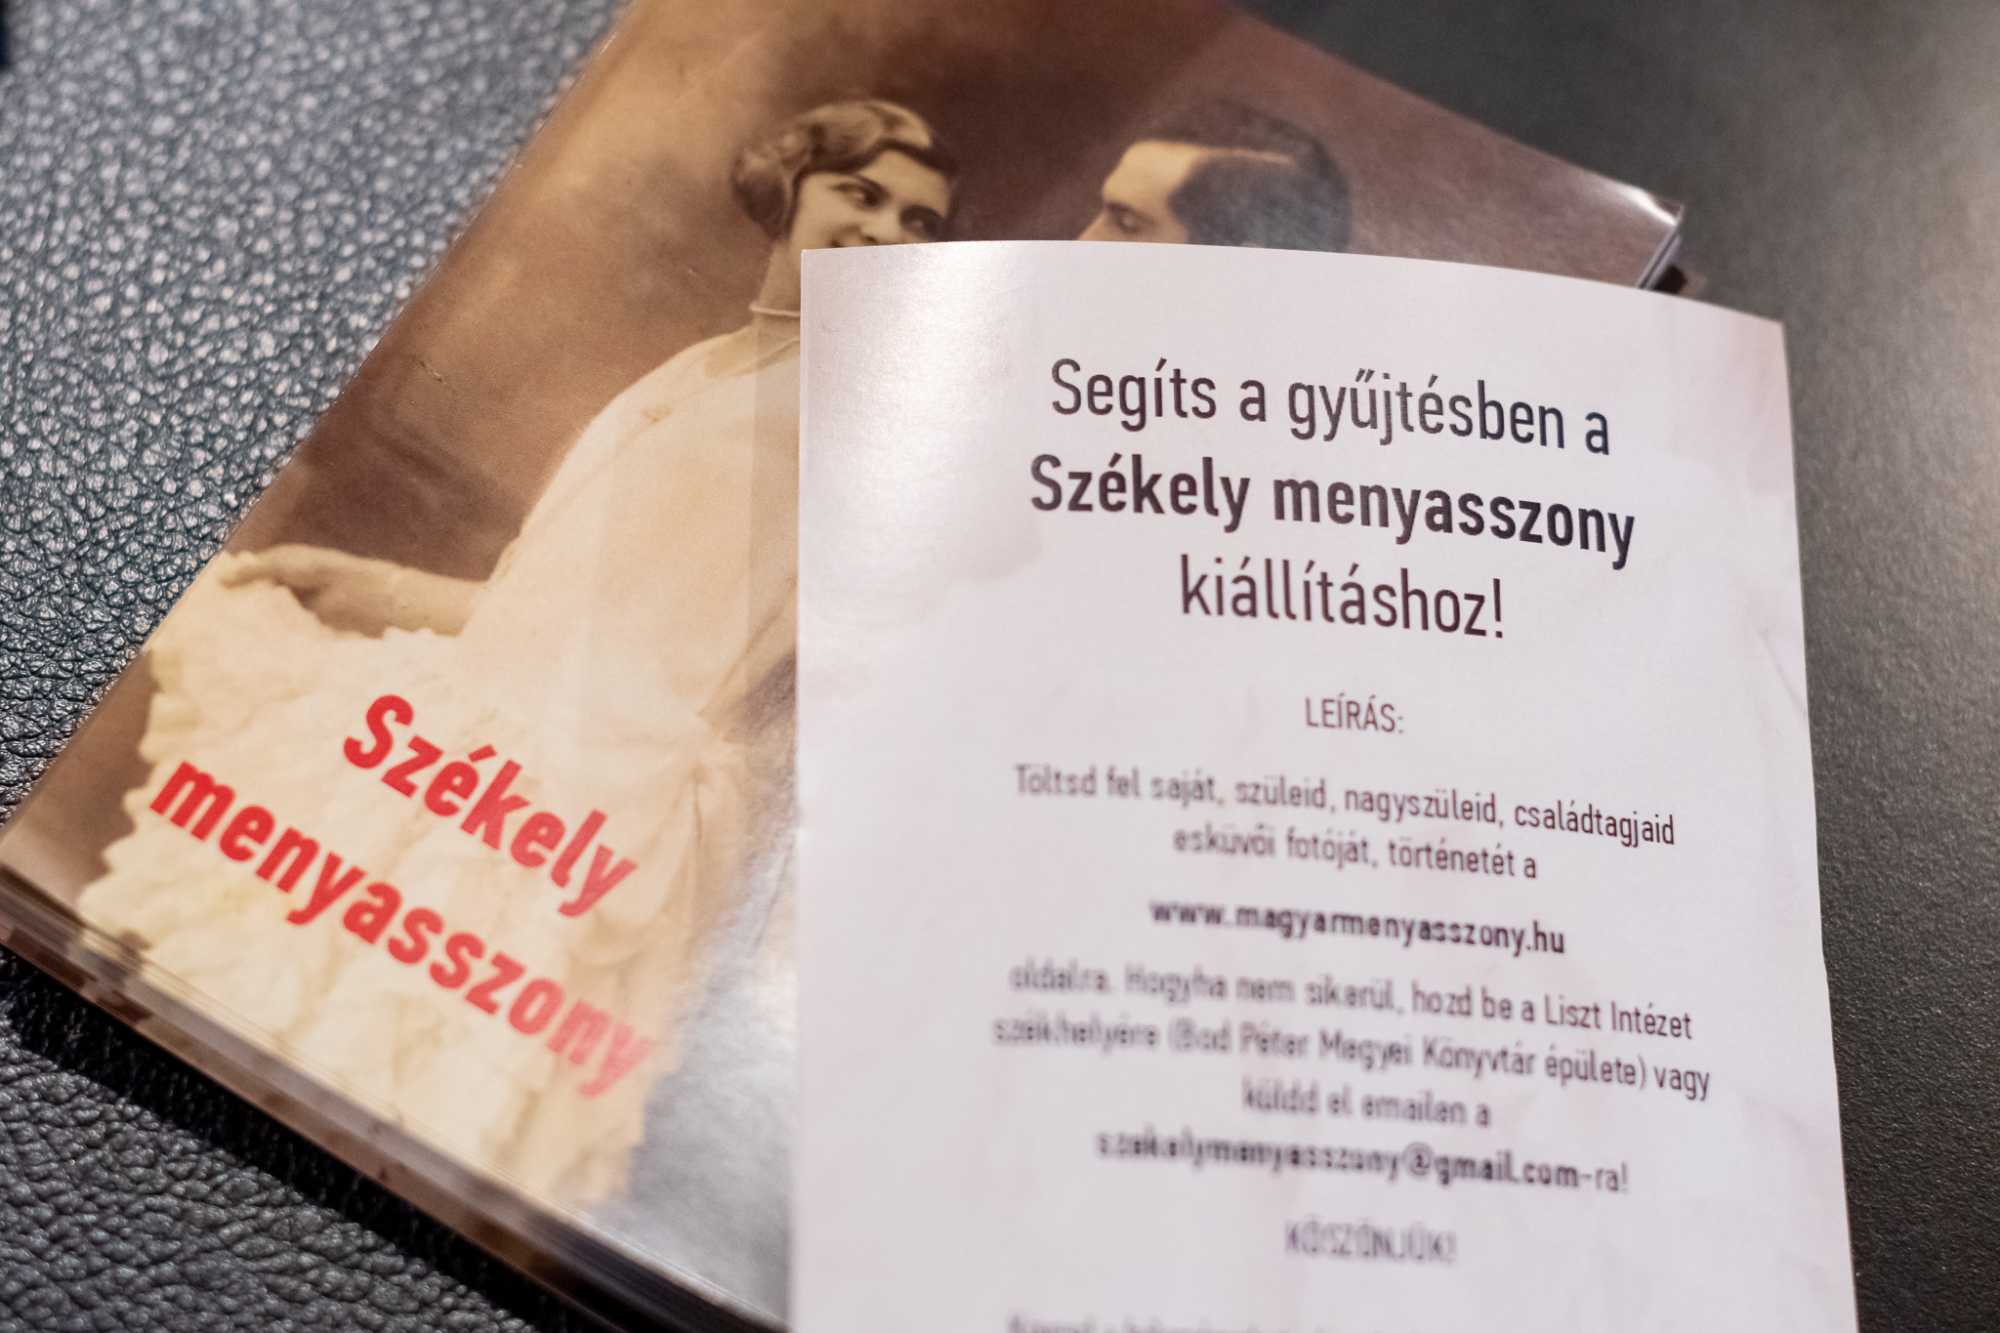 Székely
menyasszony
Segíts a gyűjtésben a
Székely menyasszony
kiállításhoz!
LEÍRÁS:
Töltsd fel saját, szüleid, nagyszüleid, családtagjaid
esküvői fotóját, történetét a
www.magyarmenyasszony.hu
oldalra. Hogyha nem sikerül, hozd be a Liszt Intézet
székhelyére (Bod Péter Megyei Könyvtár épülete) vagy
küldd el emailen a
szekelymenyasszony@gmail.com-ra!
KÖSZÖNJÜK!